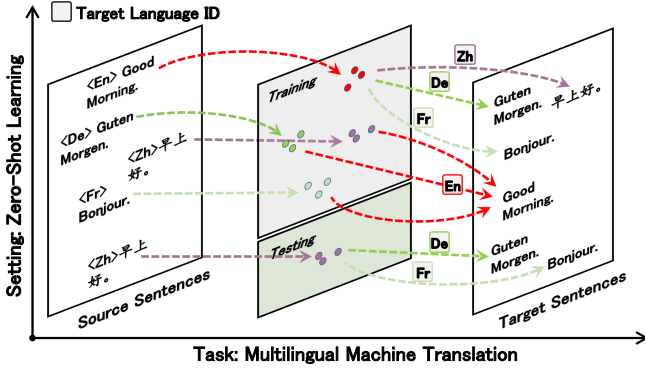 Target Language ID
Setting: Zero-Shot Learning
<En> Good
Morning.
<De> Guten
Morgen.
<Zh>早上
好。
<Fr>
Bonjour.
<Zh>早上
好。
Source Sentences
Training
Testing
Zh
De
Fr
En
De
Fr
Guten
Morgen.
早上好。
Bonjour.
Good
Morning.
Guten
Morgen.
Bonjour.
Target Sentences
Task: Multilingual Machine Translation